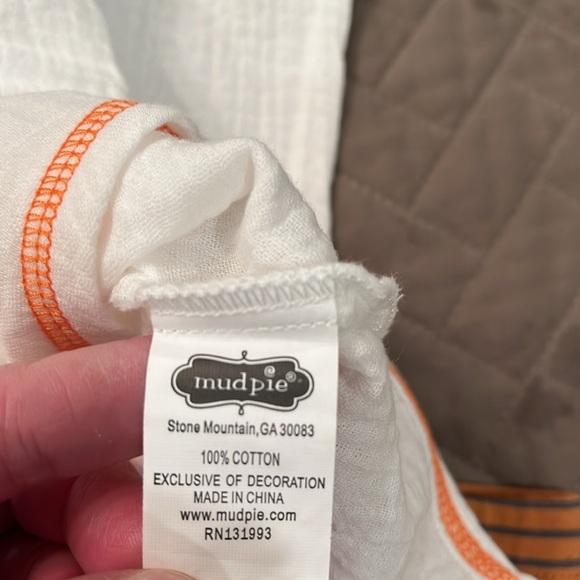 mudpie®
Stone Mountain,GA 30083
100% COTTON
EXCLUSIVE OF DECORATION
MADE IN CHINA
www.mudpie.com
RN131993